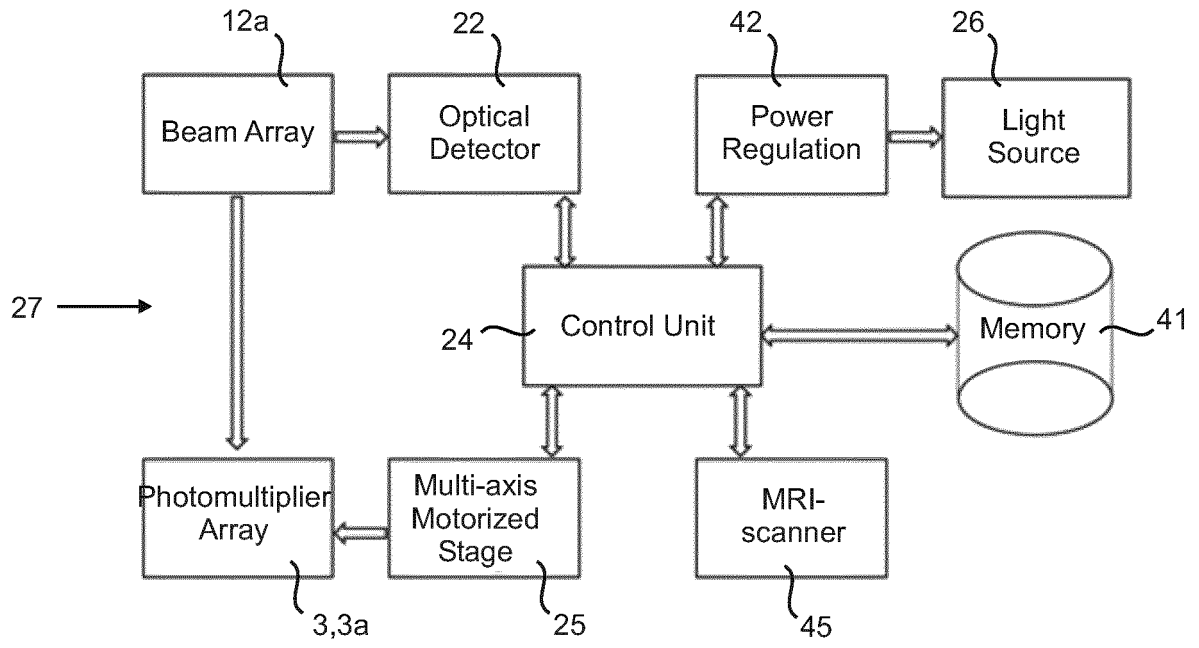 12a
22
42
26
Beam Array
Optical
Detector
Power
Regulation
Light
Source
27
24
Control Unit
Memory
41
Photomultiplier
Array
Multi-axis
Motorized
Stage
MRI-
scanner
3,3a
25
45